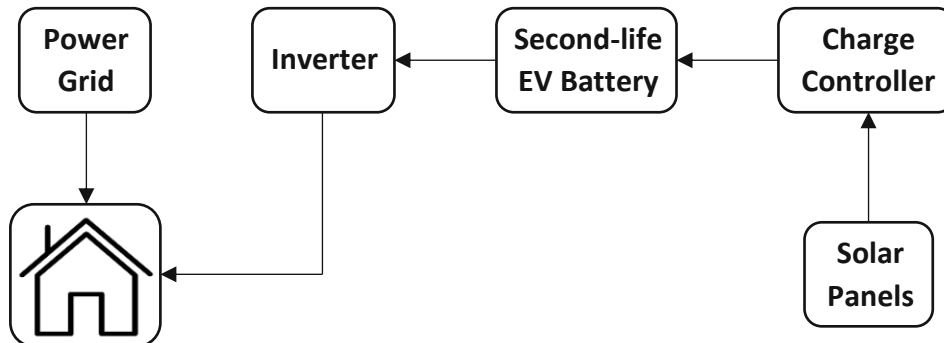 Power
Grid
Inverter
Second-life
EV Battery
Charge
Controller
Solar
Panels